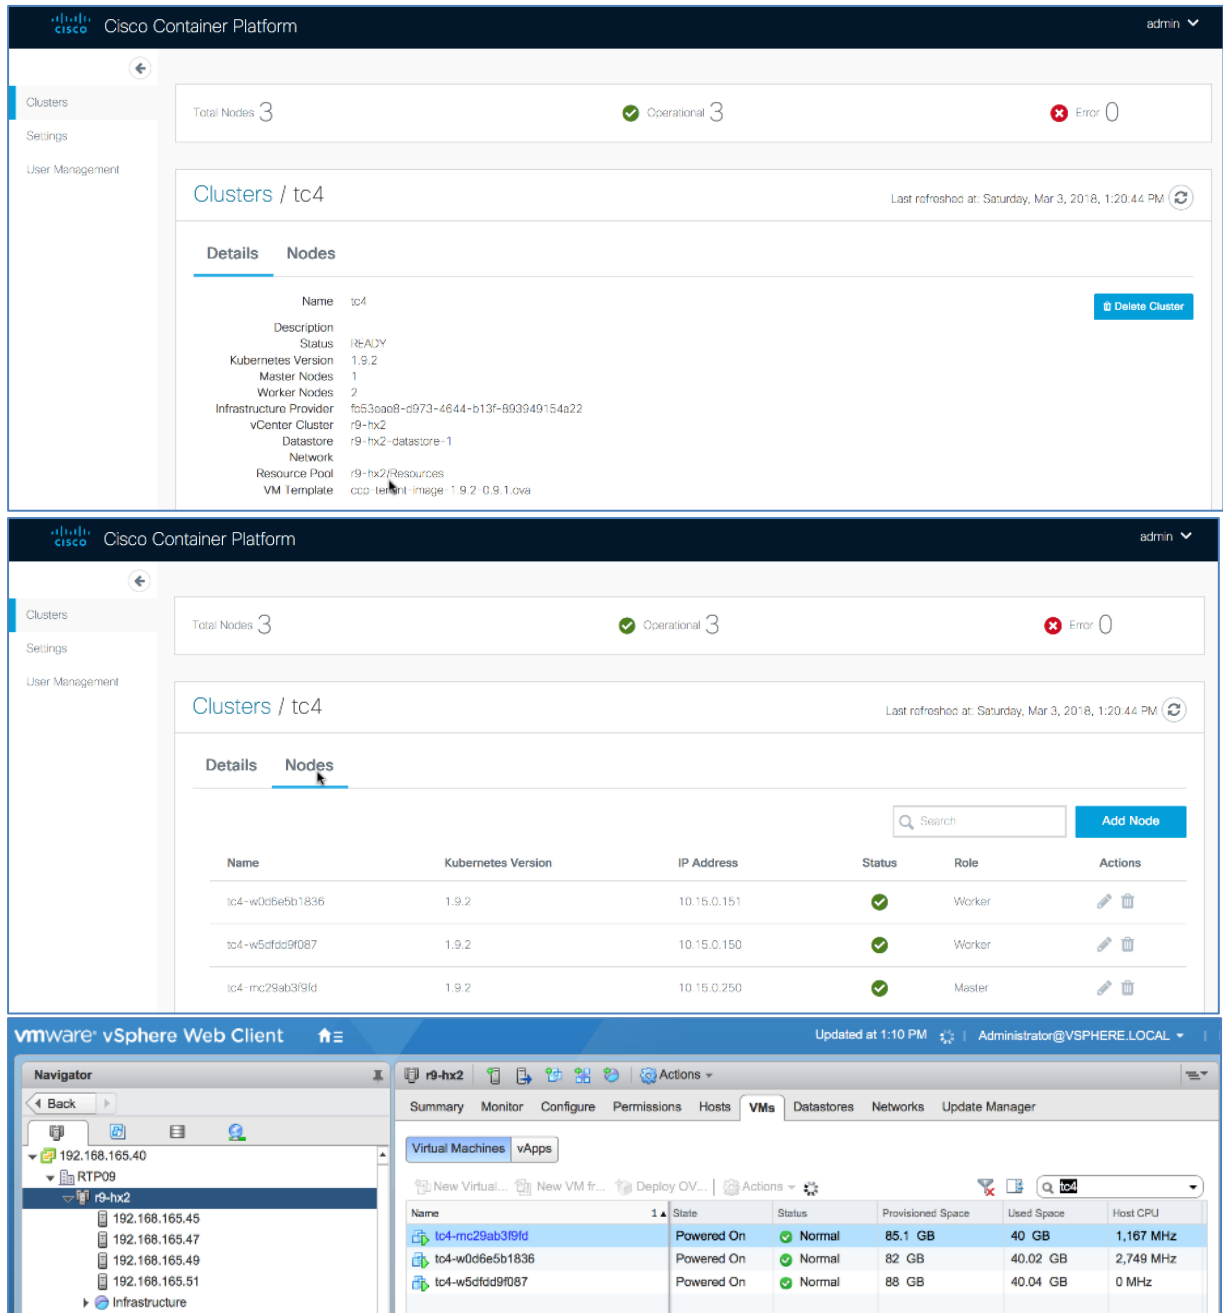 cisco Cisco Container Platform admin
Clusters
Settings
User Management
Total Nodes 3 Operational 3 Error 0
Clusters / tc4 Last refreshed at: Saturday, Mar 3, 2018, 1:20:44 PM
Details Nodes
Name tc4
Delete Cluster
Description
Status READY
Kubernetes Version 1.9.2
Master Nodes 1
Worker Nodes 2
Infrastructure Provider fc53eae8-d973-4644-b13f-893949154a22
vCenter Cluster r9-hx2
Datastore r9-hx2-datastore-1
Network
Resource Pool r9-hx2/Resources
VM Template ccp-tenant-image-1.9.2-0.9.1.ova
cisco Cisco Container Platform admin
Clusters
Settings
User Management
Total Nodes 3 Operational 3 Error 0
Clusters / tc4 Last refreshed at: Saturday, Mar 3, 2018, 1:20:44 PM
Details Nodes
Search Add Node
Name Kubernetes Version IP Address Status Role Actions
tc4-w0d6e5b1836 1.9.2 10.15.0.151 Worker
tc4-w5dfdd9f087 1.9.2 10.15.0.150 Worker
tc4-mc29ab3f9fd 1.9.2 10.15.0.250 Master
vmware® vSphere Web Client Updated at 1:10 PM | Administrator@VSPHERE.LOCAL |
Navigator
Back
192.168.165.40
RTP09
r9-hx2
192.168.165.45
192.168.165.47
192.168.165.49
192.168.165.51
Infrastructure
r9-hx2 Actions
Summary Monitor Configure Permissions Hosts VMs Datastores Networks Update Manager
Virtual Machines vApps
New Virtual... New VM fr... Deploy OV... | Actions tc4
Name 1 State Status Provisioned Space Used Space Host CPU
tc4-mc29ab3f9fd Powered On Normal 85.1 GB 40 GB 1,167 MHz
tc4-w0d6e5b1836 Powered On Normal 82 GB 40.02 GB 2,749 MHz
tc4-w5dfdd9f087 Powered On Normal 88 GB 40.04 GB 0 MHz